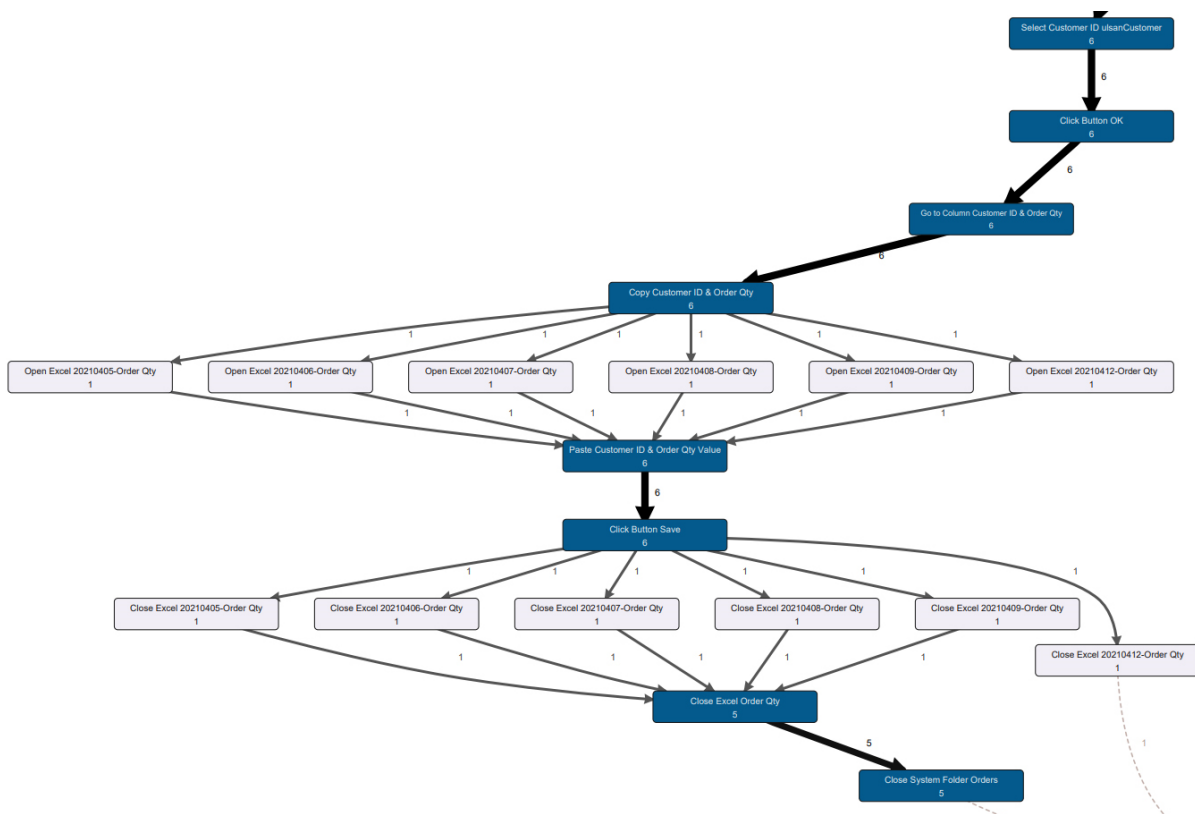 Select Customer ID ulsanCustomer
6
6
Click Button OK
6
6
Go to Column Customer ID & Order Qty
6
6
Copy Customer ID & Order Qty
6
1
1
1
1
1
1
Open Excel 20210405-Order Qty
1
Open Excel 20210406-Order Qty
1
Open Excel 20210407-Order Qty
1
Open Excel 20210408-Order Qty
1
Open Excel 20210409-Order Qty
1
Open Excel 20210412-Order Qty
1
1
1
1
1
1
1
Paste Customer ID & Order Qty Value
6
6
Click Button Save
6
1
1
1
1
1
1
Close Excel 20210405-Order Qty
1
Close Excel 20210406-Order Qty
1
Close Excel 20210407-Order Qty
1
Close Excel 20210408-Order Qty
1
Close Excel 20210409-Order Qty
1
Close Excel 20210412-Order Qty
1
1
1
1
1
1
Close Excel Order Qty
5
5
1
Close System Folder Orders
5